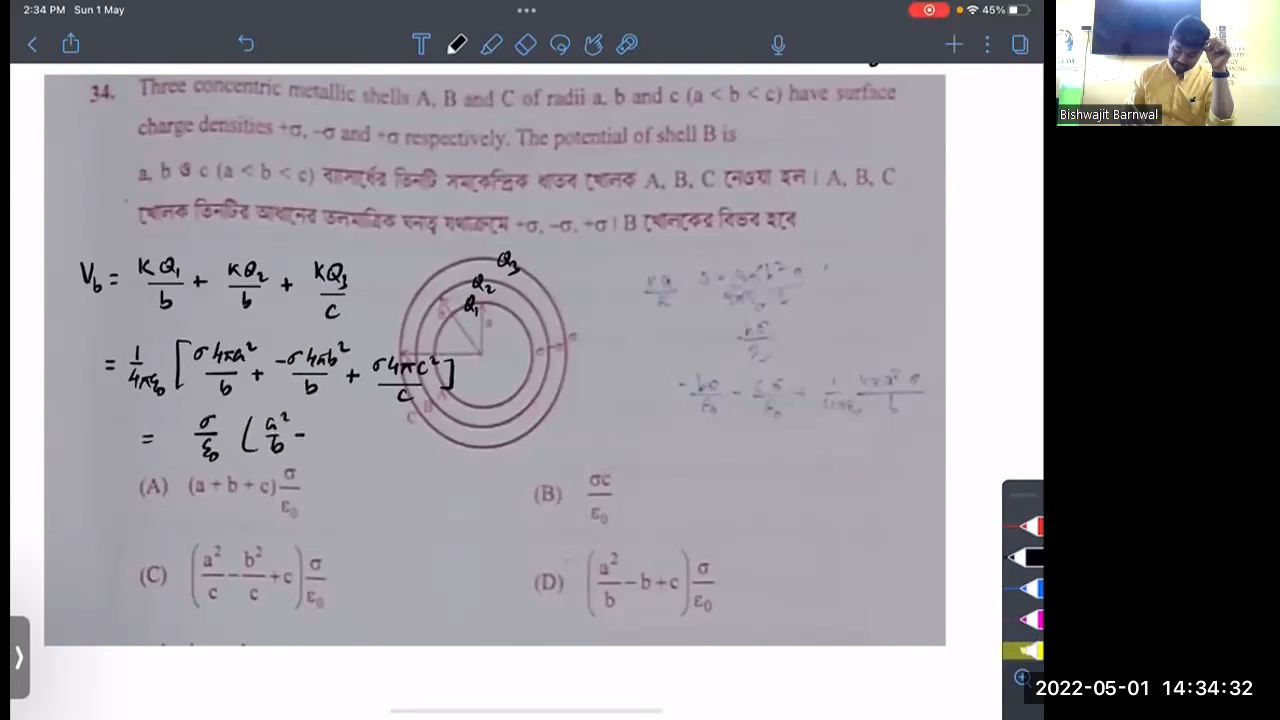 2:34 PM Sun 1 May
45%
Bishwajit Barnwal
34. Three concentric metallic shells A, B and C of radii a, b and c (a < b < c) have surface
charge densities +σ, −σ and +σ respectively. The potential of shell B is
a, b ও c (a < b < c) ব্যাসার্ধের তিনটি সমকেন্দ্রিক ধাতব গোলক A, B, C নেওয়া হল। A, B, C
গোলক তিনটির আধানের তলমাত্রিক ঘনত্ব যথাক্রমে +σ, −σ, +σ। B গোলকের বিভব হবে
V_b = KQ₁/b + KQ₂/b + KQ₃/c
Q₃
Q₂
Q₁
= 1/4πε₀ [σ4πa²/b + −σ4πb²/b + σ4πc²/c]
= σ/ε₀ (a²/b −
a
A
B
C
(A) (a + b + c) σ/ε₀
(B) σc/ε₀
(C) (a²/c − b²/c + c) σ/ε₀
(D) (a²/b − b + c) σ/ε₀
2022-05-01 14:34:32